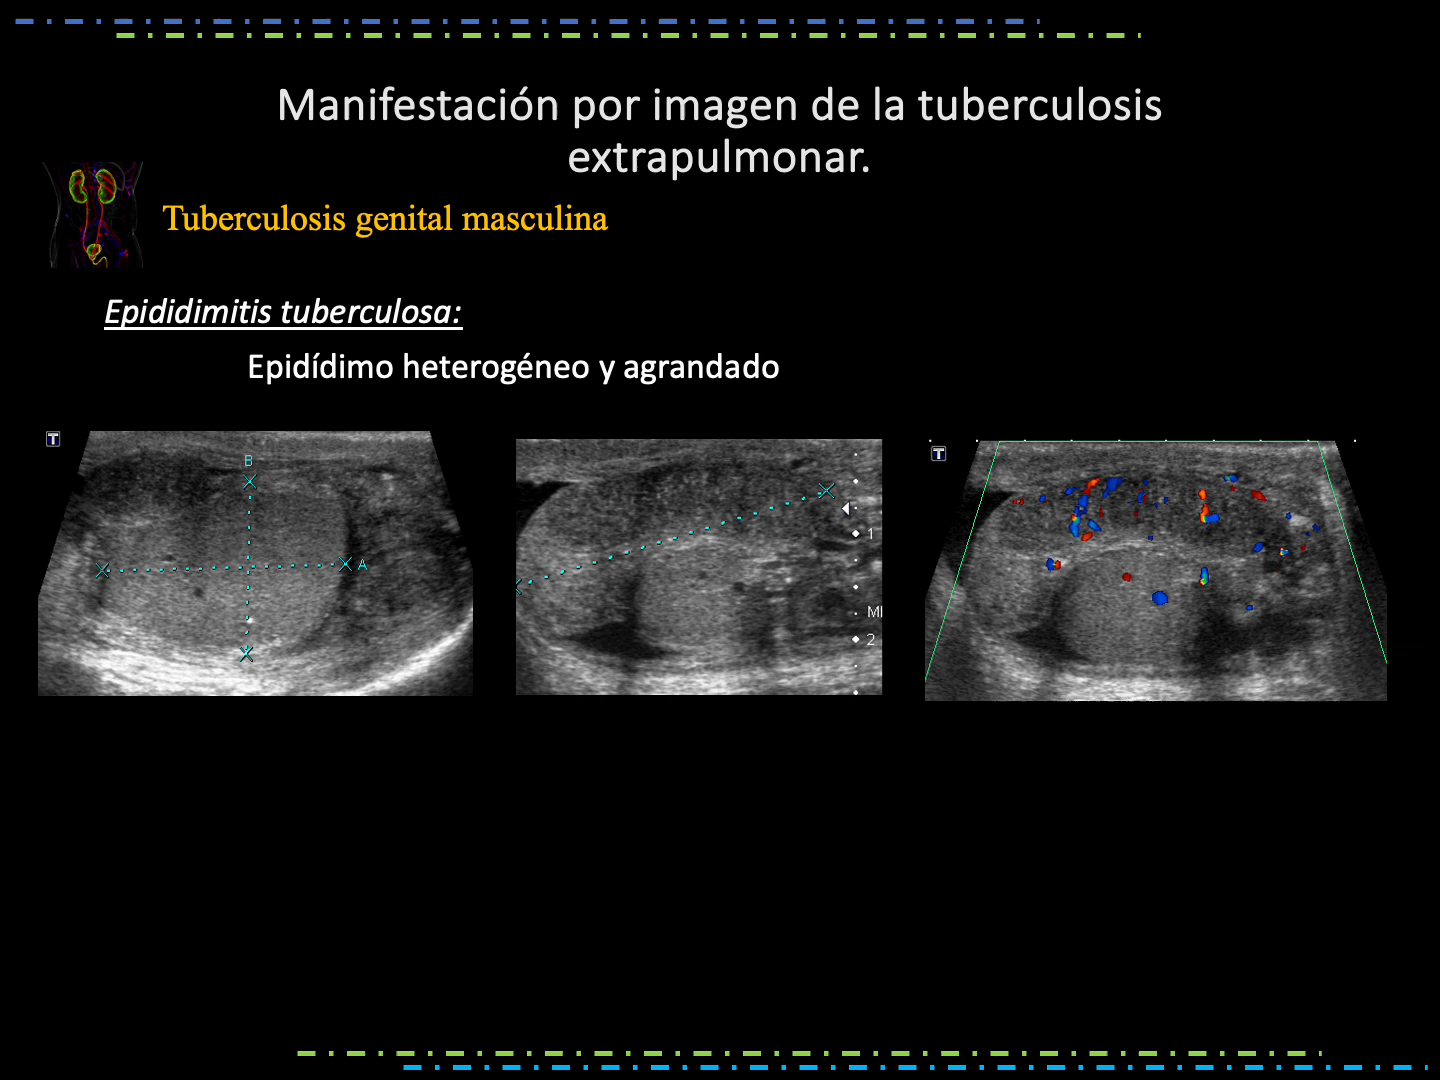 Manifestación por imagen de la tuberculosis
extrapulmonar.
Tuberculosis genital masculina
Epididimitis tuberculosa:
Epidídimo heterogéneo y agrandado
T
B
A
1
MI
2
T